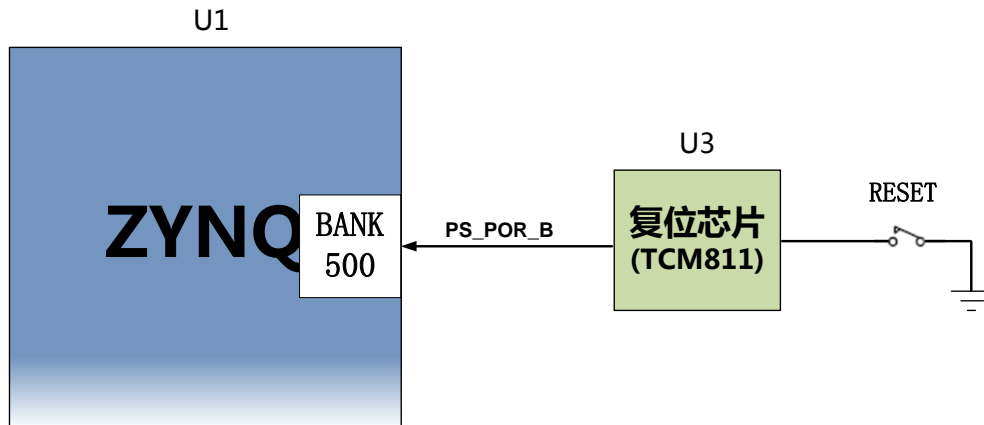 U1
ZYNQ
BANK
500
PS_POR_B
U3
复位芯片
(TCM811)
RESET